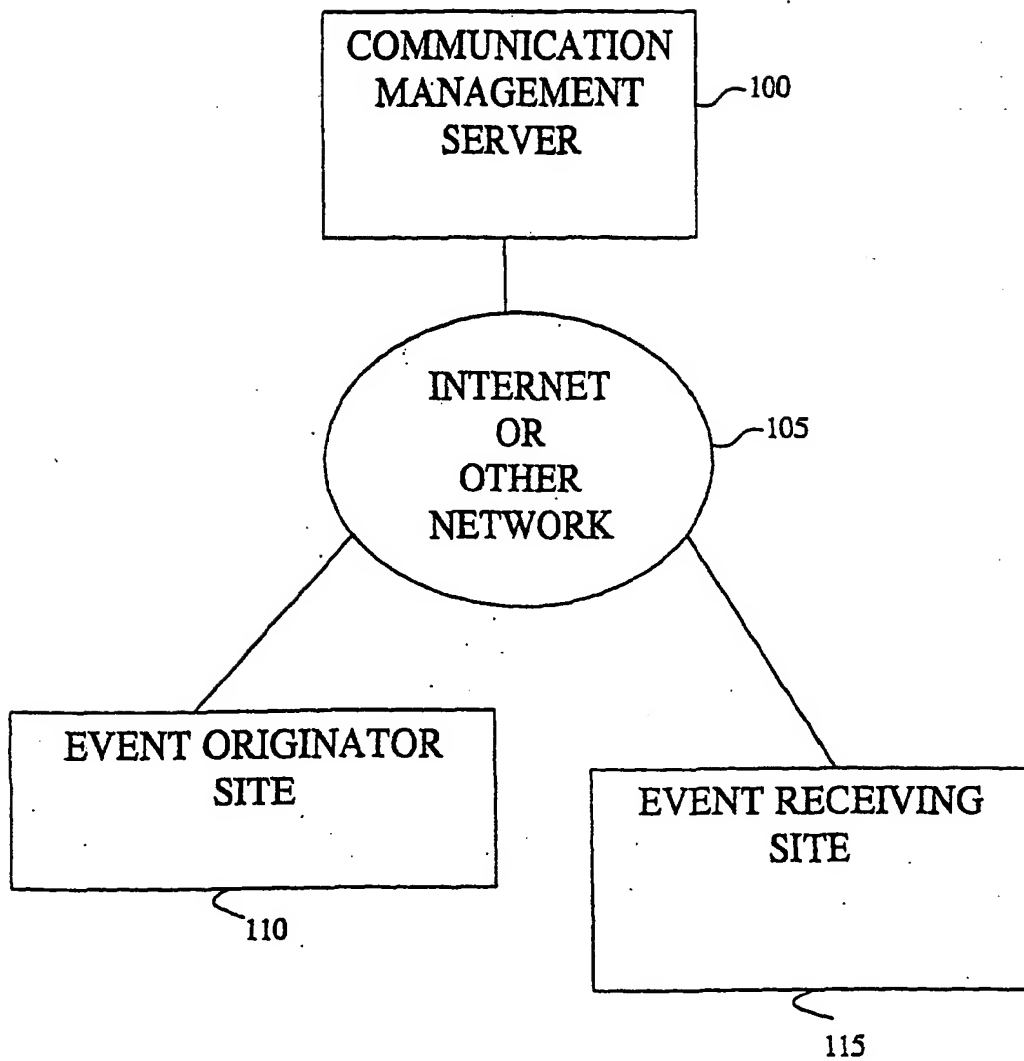 COMMUNICATION
MANAGEMENT
SERVER
100
INTERNET
OR
OTHER
NETWORK
105
EVENT ORIGINATOR
SITE
110
EVENT RECEIVING
SITE
115